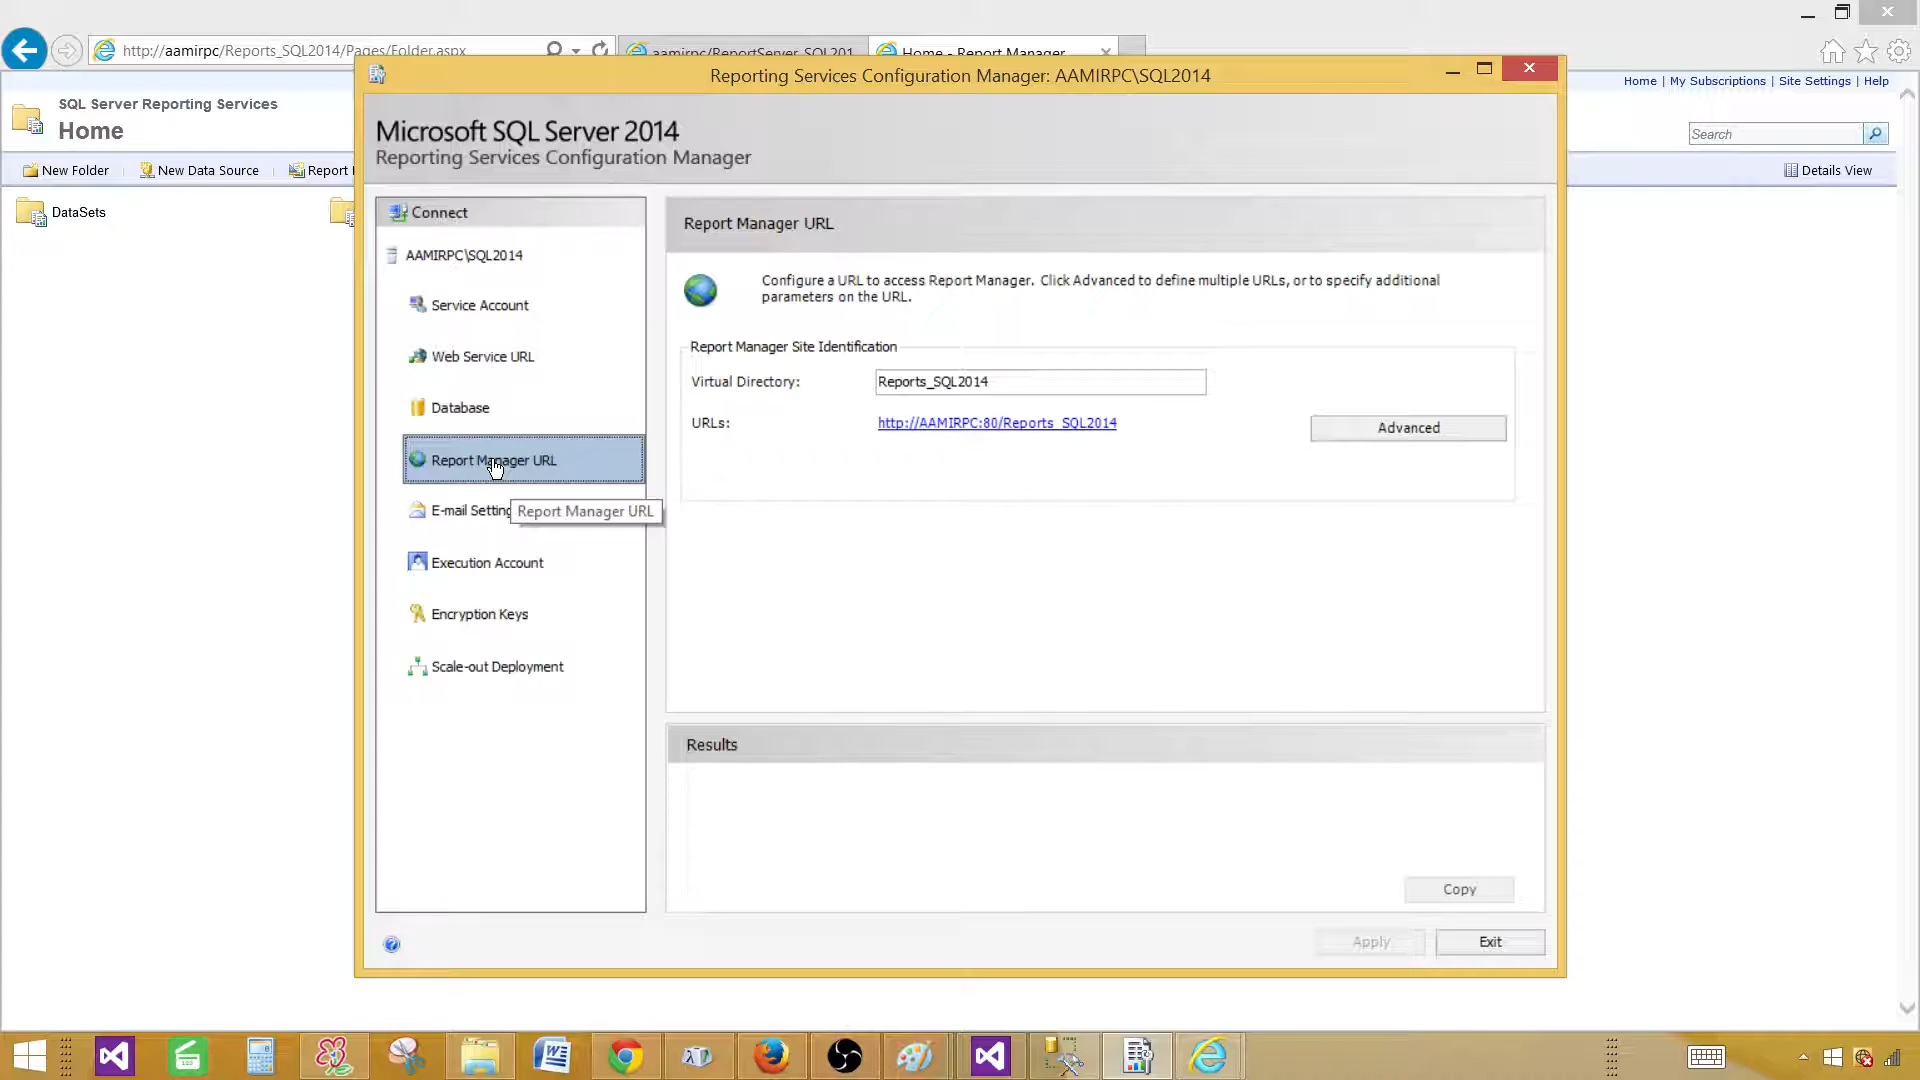 http://aamirpc/Reports_SQL2014/Pages/Folder.aspx
aamirpc/ReportServer_SQL201
Home - Report Manager
Reporting Services Configuration Manager: AAMIRPC\SQL2014
Home | My Subscriptions | Site Settings | Help
SQL Server Reporting Services
Home
Search
New Folder
New Data Source
Report
Details View
DataSets
Microsoft SQL Server 2014
Reporting Services Configuration Manager
Connect
AAMIRPC\SQL2014
Service Account
Web Service URL
Database
Report Manager URL
E-mail Setting
Report Manager URL
Execution Account
Encryption Keys
Scale-out Deployment
Report Manager URL
Configure a URL to access Report Manager. Click Advanced to define multiple URLs, or to specify additional
parameters on the URL.
Report Manager Site Identification
Virtual Directory:
Reports_SQL2014
URLs:
http://AAMIRPC:80/Reports_SQL2014
Advanced
Results
Copy
Apply
Exit